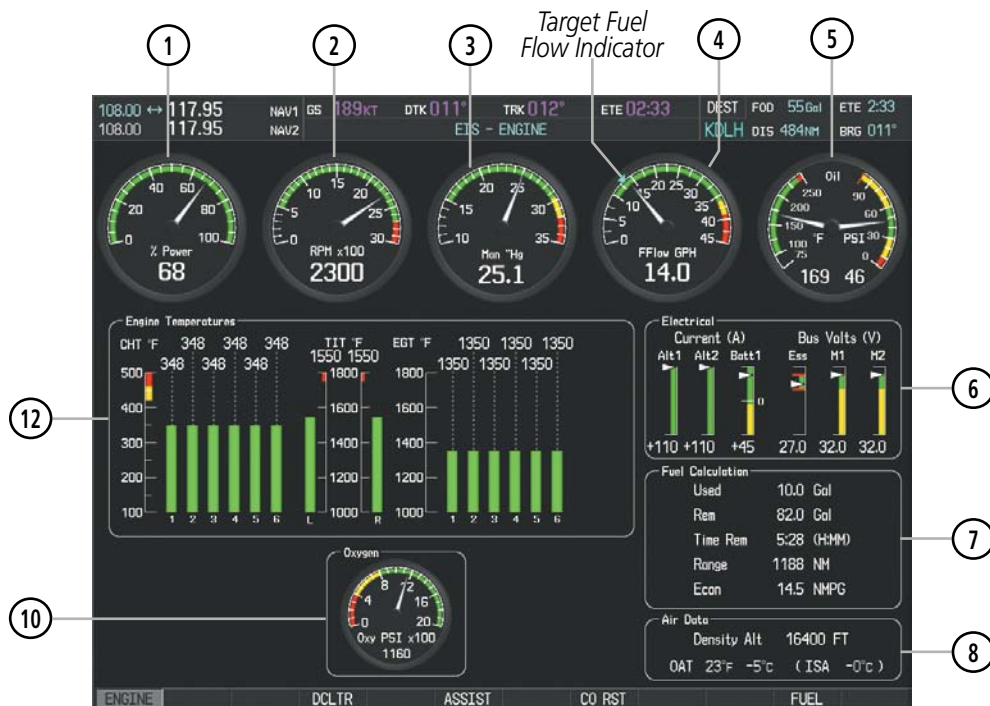 1 2 3 Target Fuel Flow Indicator 4 5
108.00 ↔ 117.95 NAV1 GS 189KT DTK 011° TRK 012° ETE 02:33 DEST FOD 55Gal ETE 2:33
108.00 117.95 NAV2 EIS - ENGINE KDLH DIS 484NM BRG 011°
0 20 40 60 80 100
% Power
68
0 5 10 15 20 25 30
RPM x100
2300
10 15 20 25 30 35
Man "Hg
25.1
0 5 10 15 20 25 30 35 40 45
FFlow GPH
14.0
Oil
250 200 150 100 75
°F
169
90 60 30 0
PSI
46
Engine Temperatures
CHT °F 348 348 348 TIT °F EGT °F 1350 1350 1350
348 348 348 1550 1550 1350 1350 1350
500 1800 1800 1800
400 1600 1600 1600
300 1400 1400 1400
200 1200 1200 1200
100 1000 1000 1000
1 2 3 4 5 6 L R 1 2 3 4 5 6
12
Electrical
Current (A) Bus Volts (V)
Alt1 Alt2 Batt1 Ess M1 M2
0
+110 +110 +45 27.0 32.0 32.0
6
Fuel Calculation
Used 10.0 Gal
Rem 82.0 Gal
Time Rem 5:28 (H:MM)
Range 1188 NM
Econ 14.5 NMPG
7
Oxygen
0 4 8 12 16 20
Oxy PSI x100
1160
10
Air Data
Density Alt 16400 FT
OAT 23°F -5°C (ISA -0°C)
8
ENGINE DCLTR ASSIST CO RST FUEL